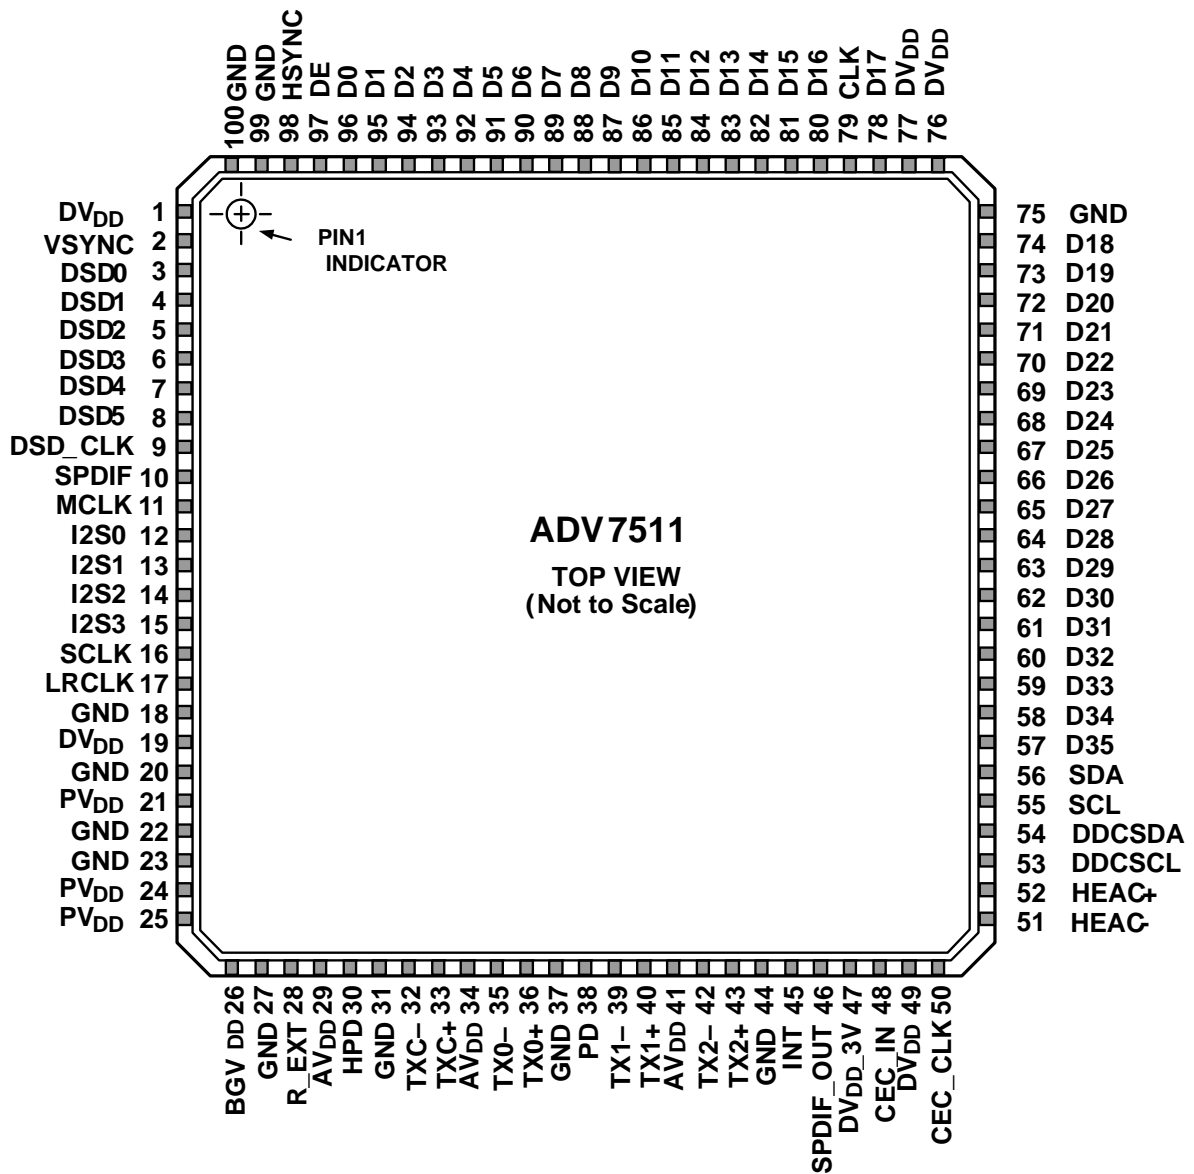 100 GND
99 GND
98 HSYNC
97 DE
96 D0
95 D1
94 D2
93 D3
92 D4
91 D5
90 D6
89 D7
88 D8
87 D9
86 D10
85 D11
84 D12
83 D13
82 D14
81 D15
80 D16
79 CLK
78 D17
77 DVDD
76 DVDD
DVDD 1
VSYNC 2
DSD0 3
DSD1 4
DSD2 5
DSD3 6
DSD4 7
DSD5 8
DSD_CLK 9
SPDIF 10
MCLK 11
I2S0 12
I2S1 13
I2S2 14
I2S3 15
SCLK 16
LRCLK 17
GND 18
DVDD 19
GND 20
PVDD 21
GND 22
GND 23
PVDD 24
PVDD 25
PIN1
INDICATOR
ADV7511
TOP VIEW
(Not to Scale)
75 GND
74 D18
73 D19
72 D20
71 D21
70 D22
69 D23
68 D24
67 D25
66 D26
65 D27
64 D28
63 D29
62 D30
61 D31
60 D32
59 D33
58 D34
57 D35
56 SDA
55 SCL
54 DDCSDA
53 DDCSCL
52 HEAC+
51 HEAC-
BGVDD 26
GND 27
R_EXT 28
AVDD 29
HPD 30
GND 31
TXC– 32
TXC+ 33
AVDD 34
TX0– 35
TX0+ 36
GND 37
PD 38
TX1– 39
TX1+ 40
AVDD 41
TX2– 42
TX2+ 43
GND 44
INT 45
SPDIF_OUT 46
DVDD_3V 47
CEC_IN 48
DVDD 49
CEC_CLK 50